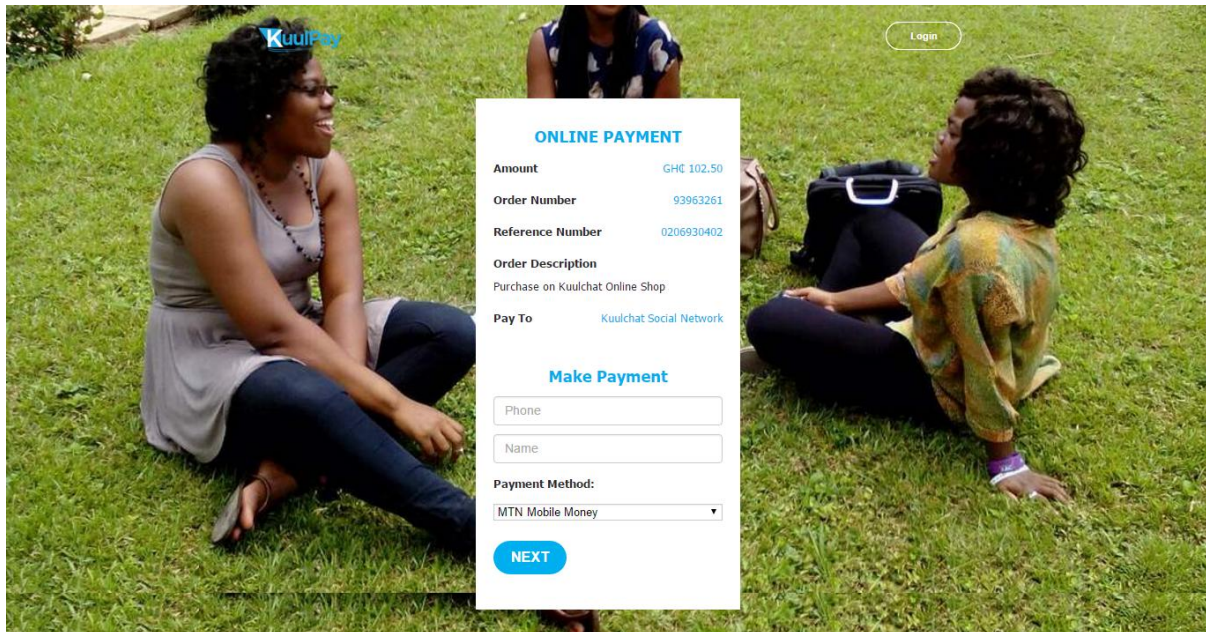 KuulPay
Login
ONLINE PAYMENT
Amount GH₵ 102.50
Order Number 93963261
Reference Number 0206930402
Order Description
Purchase on Kuulchat Online Shop
Pay To Kuulchat Social Network
Make Payment
Phone
Name
Payment Method:
MTN Mobile Money
NEXT